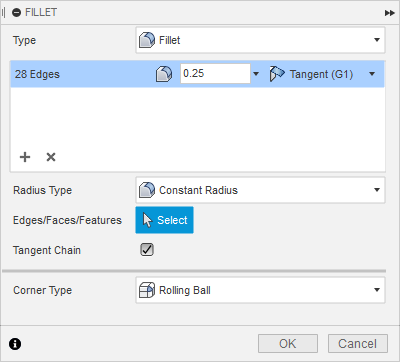 FILLET
Type Fillet
28 Edges 0.25 Tangent (G1)
Radius Type Constant Radius
Edges/Faces/Features Select
Tangent Chain
Corner Type Rolling Ball
OK Cancel